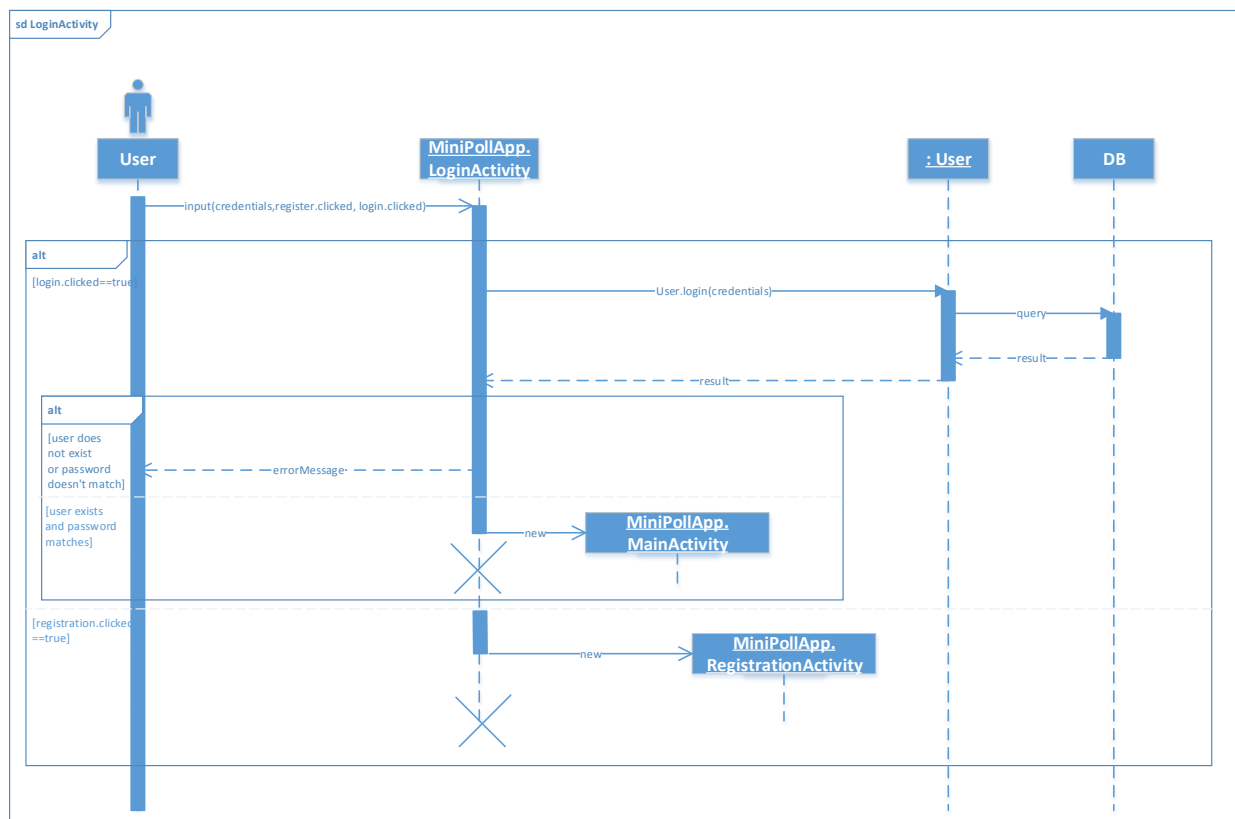 sd LoginActivity
User
MiniPollApp.
LoginActivity
: User
DB
input(credentials,register.clicked, login.clicked)
alt
[login.clicked==true]
User.login(credentials)
query
result
result
alt
[user does
not exist
or password
doesn't match]
errorMessage
[user exists
and password
matches]
new
MiniPollApp.
MainActivity
[registration.clicked
==true]
new
MiniPollApp.
RegistrationActivity